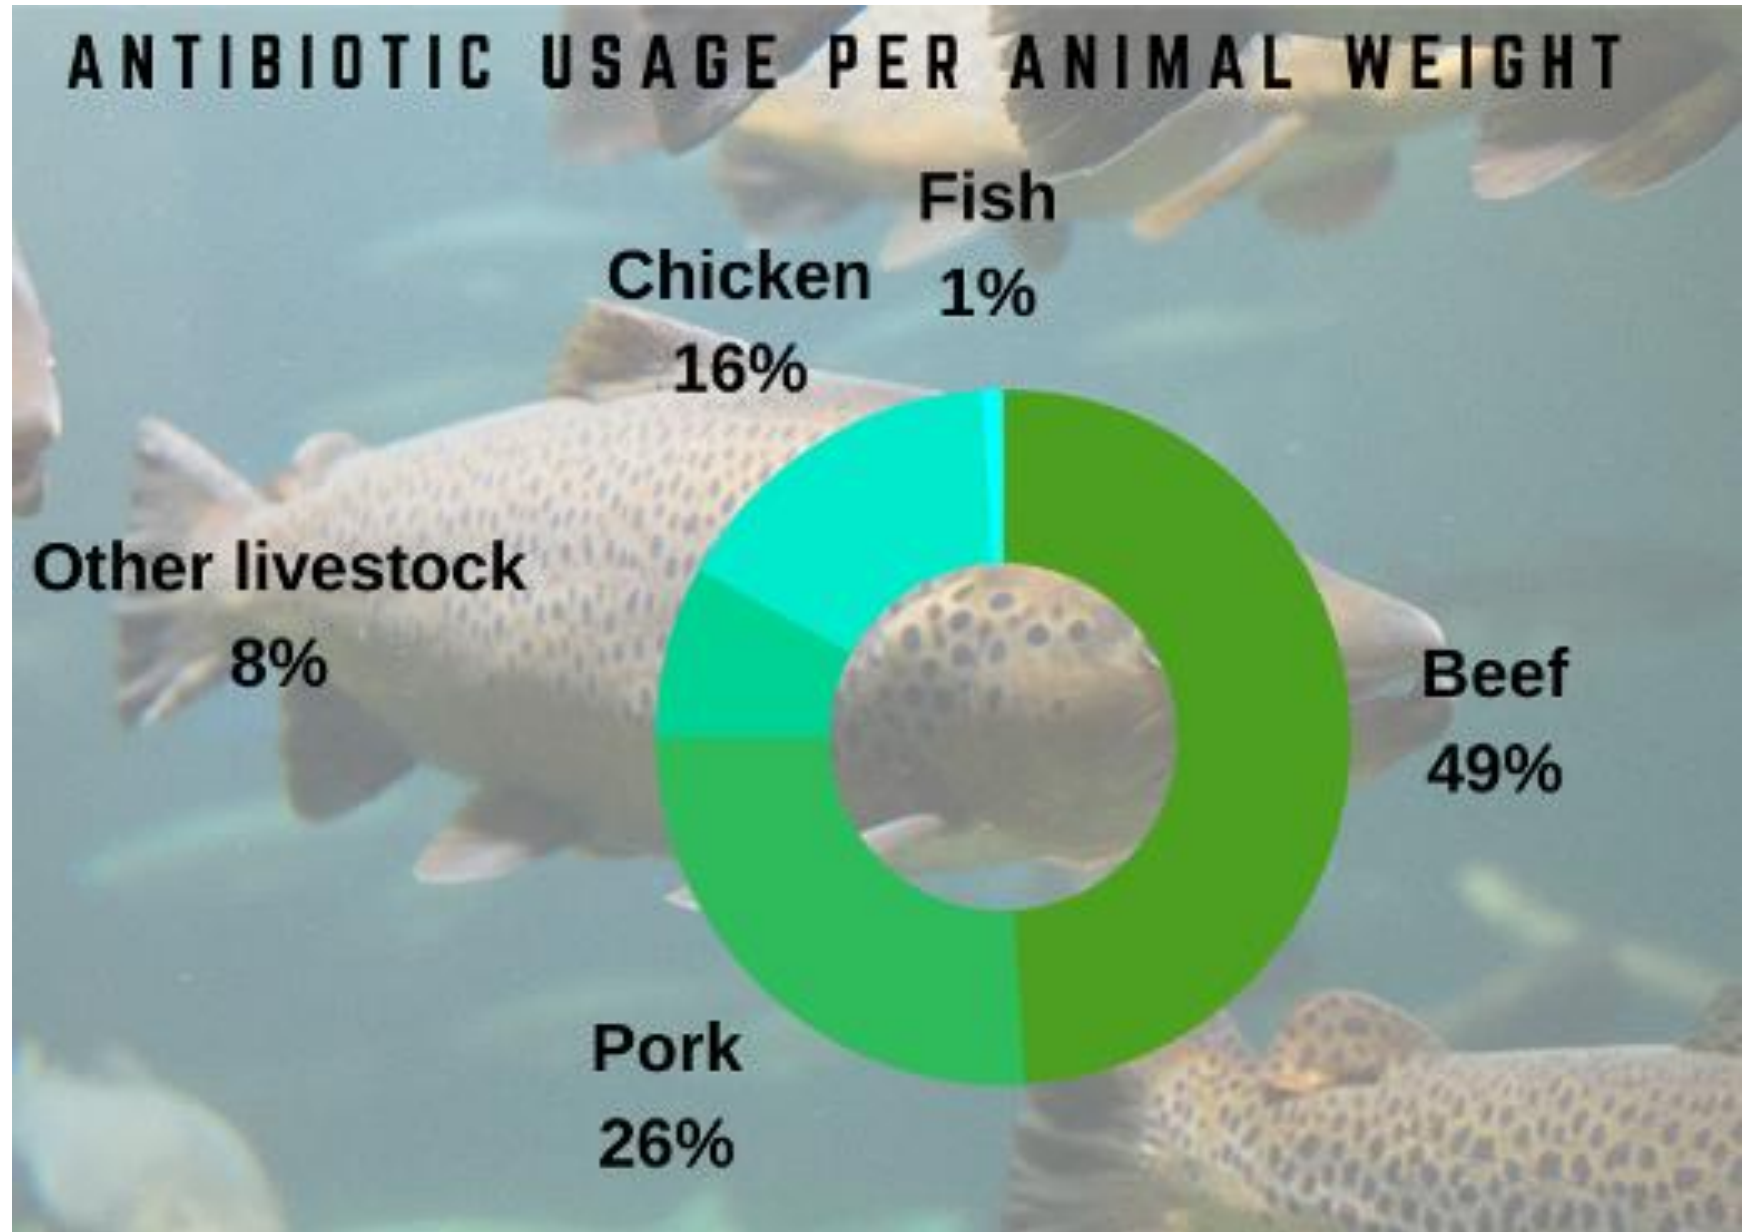 ANTIBIOTIC USAGE PER ANIMAL WEIGHT
Fish
1%
Chicken
16%
Other livestock
8%
Beef
49%
Pork
26%